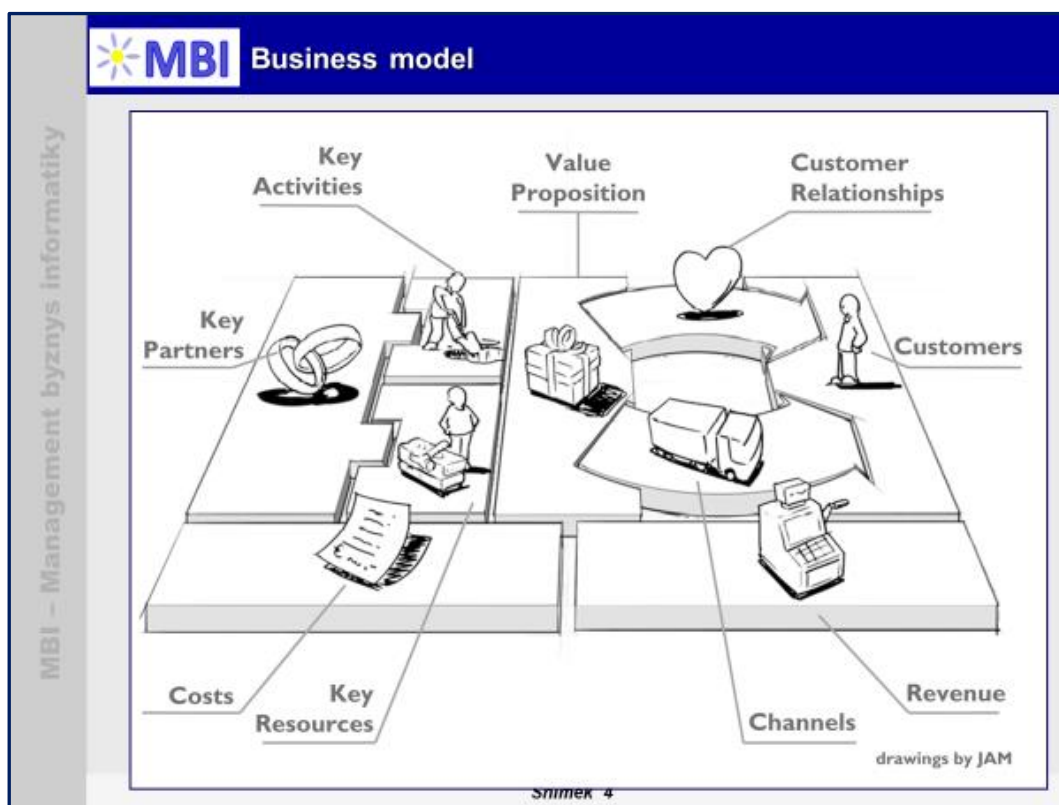 MBI Business model
MBI – Management byznys informatiky
Key
Activities
Value
Proposition
Customer
Relationships
Key
Partners
Customers
Costs
Key
Resources
Channels
Revenue
drawings by JAM
Snímek 4